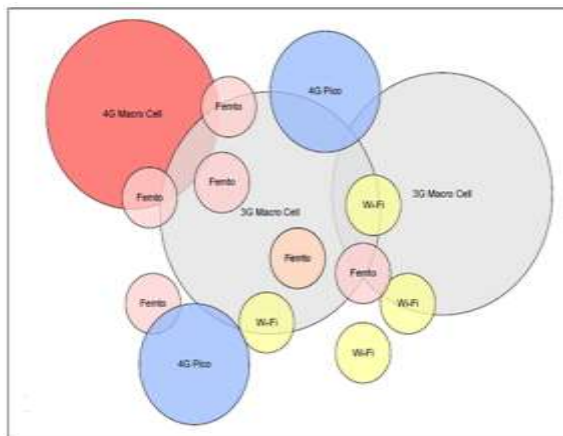 4G Pico
Femto
4G Macro Cell
Femto
3G Macro Cell
Femto
Wi-Fi
3G Macro Cell
Femto
Femto
Femto
Wi-Fi
Wi-Fi
Wi-Fi
4G Pico